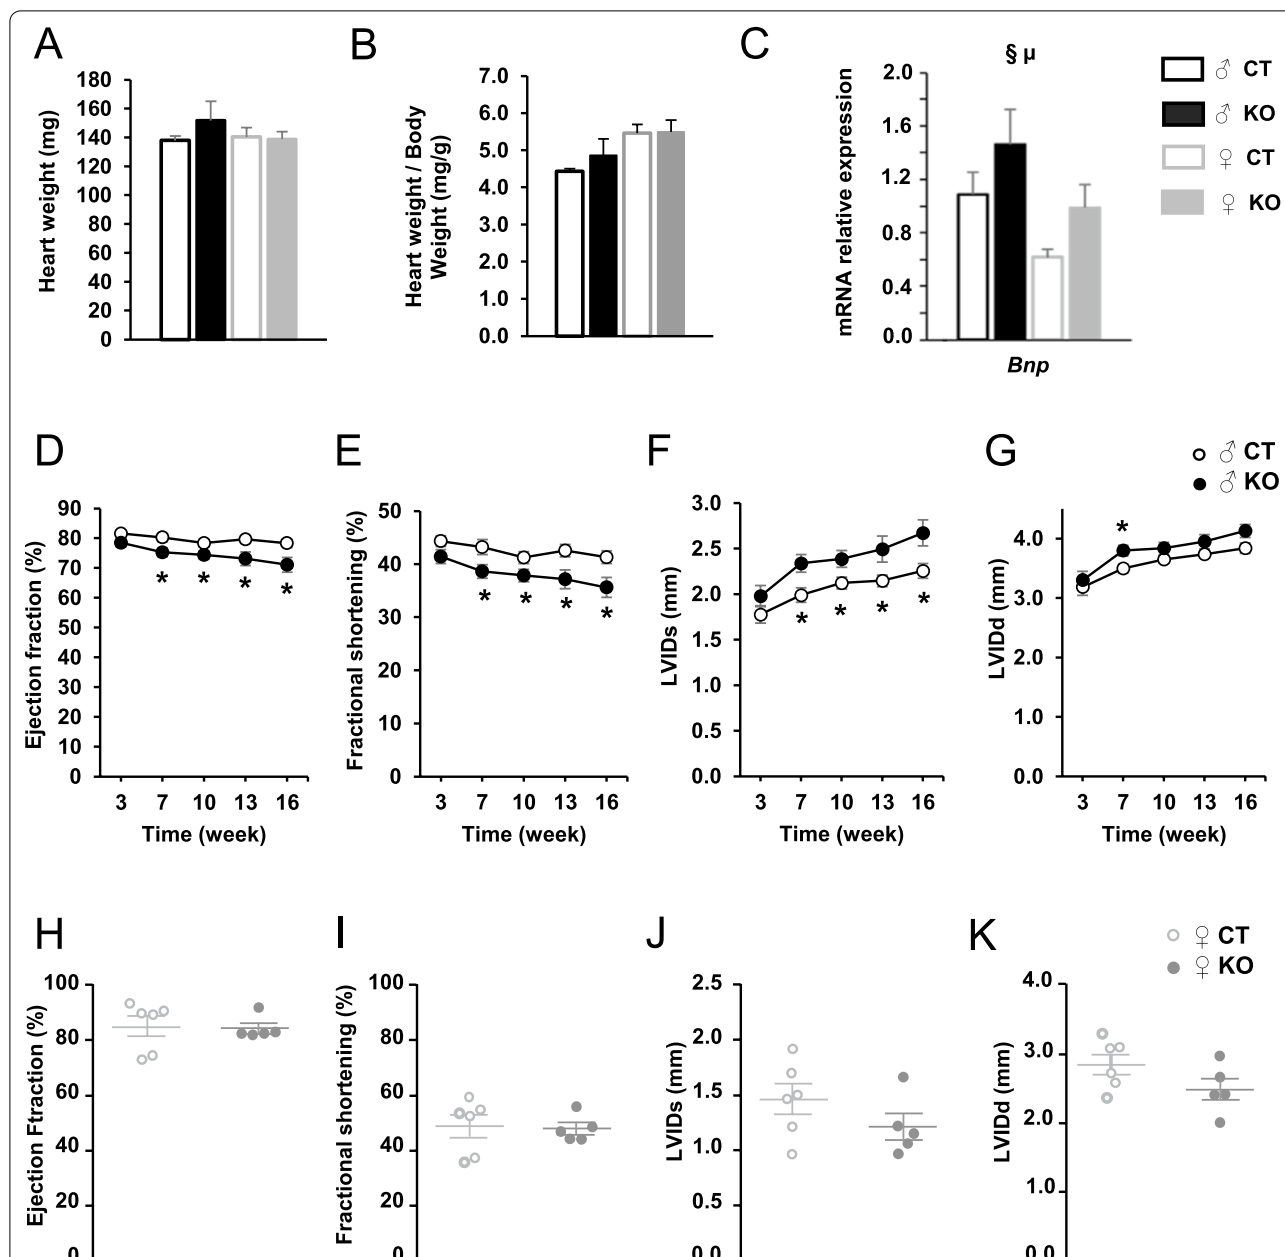 A
Heart weight (mg)
180
160
140
120
100
80
60
40
20
0
B
Heart weight / Body
Weight (mg/g)
7.0
6.0
5.0
4.0
3.0
2.0
1.0
0.0
C
§ µ
mRNA relative expression
2.0
1.6
1.2
0.8
0.4
0.0
Bnp
♂ CT
♂ KO
♀ CT
♀ KO
D
Ejection fraction (%)
90
80
70
60
50
40
30
20
10
0
* * * *
3 7 10 13 16
Time (week)
E
Fractional shortening (%)
50
40
30
20
10
0
* * * *
3 7 10 13 16
Time (week)
F
LVIDs (mm)
3.0
2.5
2.0
1.5
1.0
0.5
0.0
* * * *
3 7 10 13 16
Time (week)
G
♂ CT
♂ KO
LVIDd (mm)
4.0
3.0
2.0
1.0
0.0
*
3 7 10 13 16
Time (week)
H
Ejection Ftraction (%)
100
80
60
40
20
0
I
Fractional shortening (%)
100
80
60
40
20
0
J
LVIDs (mm)
2.5
2.0
1.5
1.0
0.5
0.0
K
♀ CT
♀ KO
LVIDd (mm)
4.0
3.0
2.0
1.0
0.0